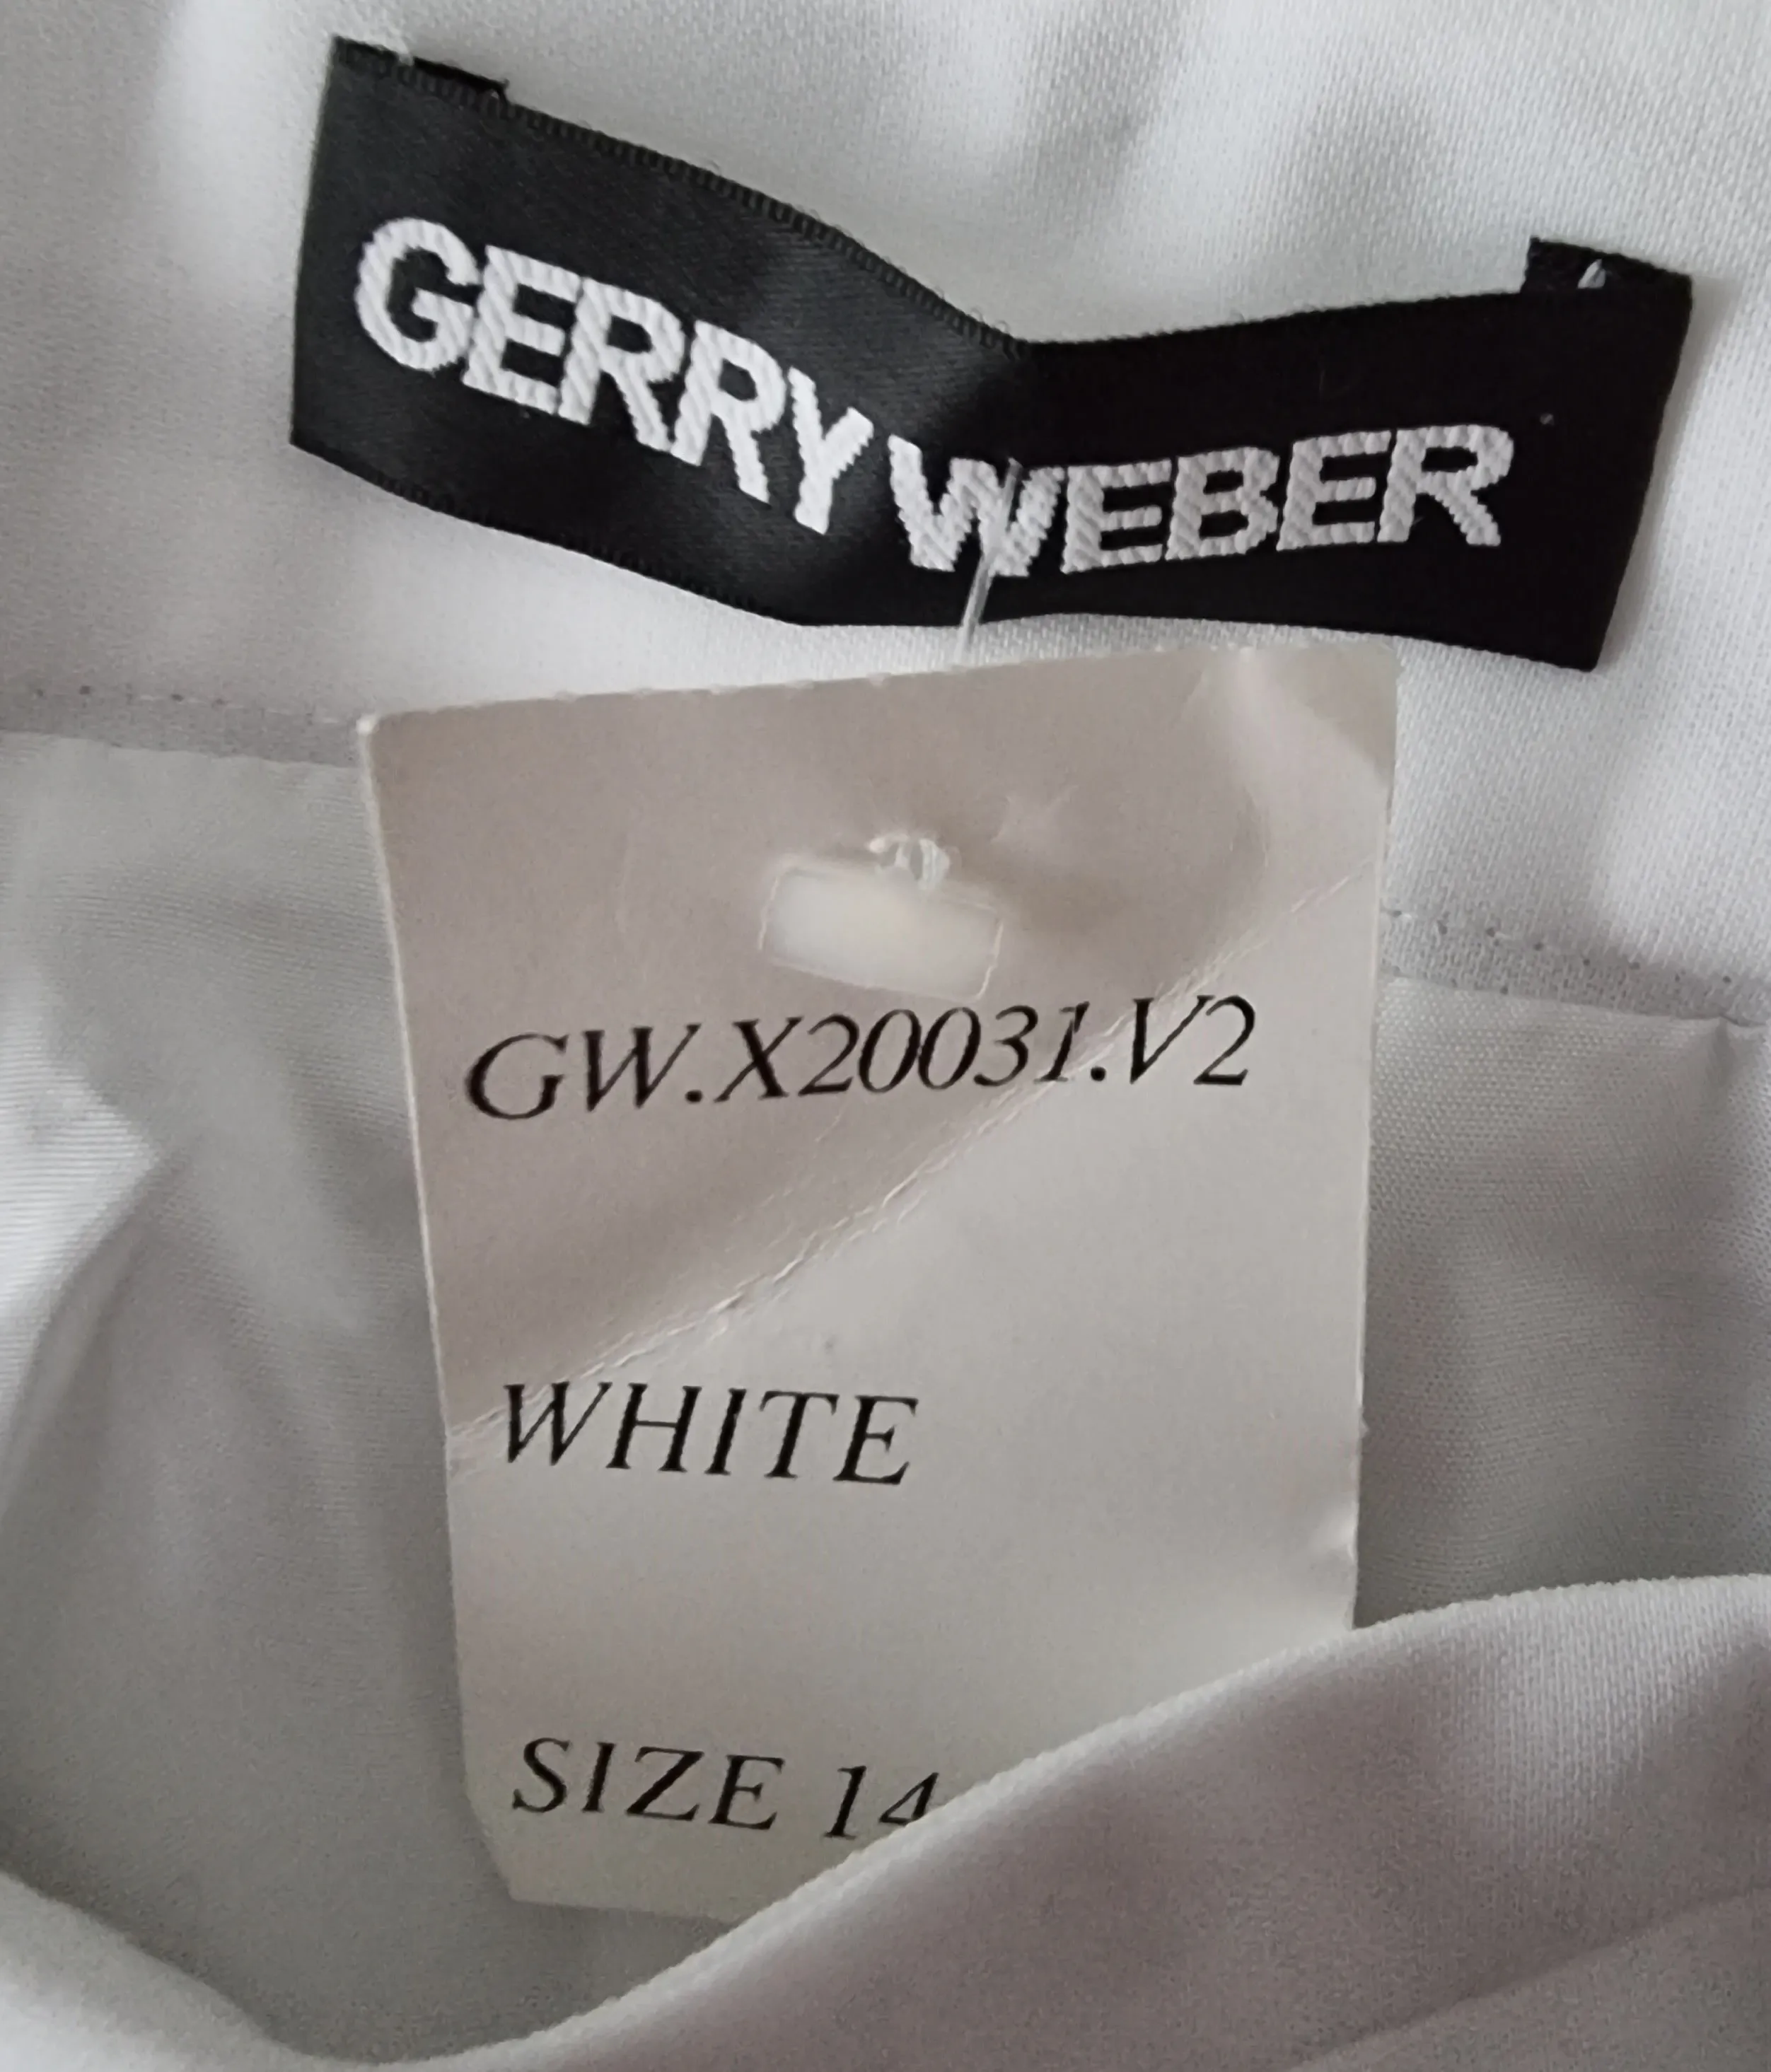 GERRY WEBER
GW.X20031.V2
WHITE
SIZE 14